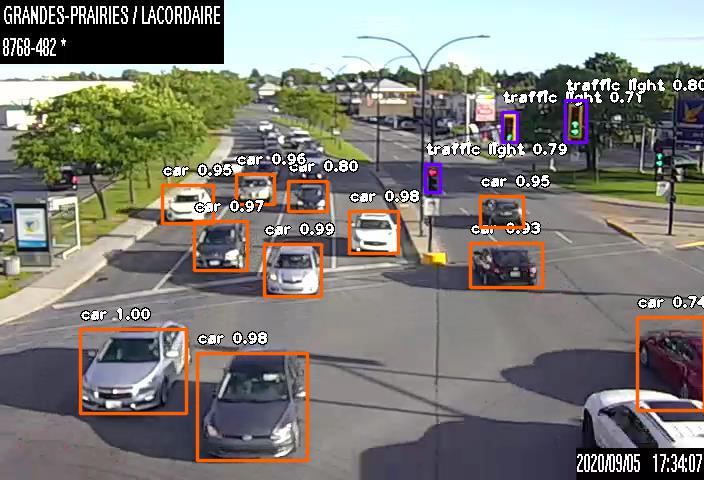 GRANDES-PRAIRIES / LACORDAIRE
8768-482 *
traffic light 0.80
traffic light 0.71
traffic light 0.79
car 0.95
car 0.96
car 0.80
car 0.98
car 0.95
car 0.97
car 0.99
car 0.93
car 0.74
car 1.00
car 0.98
2020/09/05 17:34:07